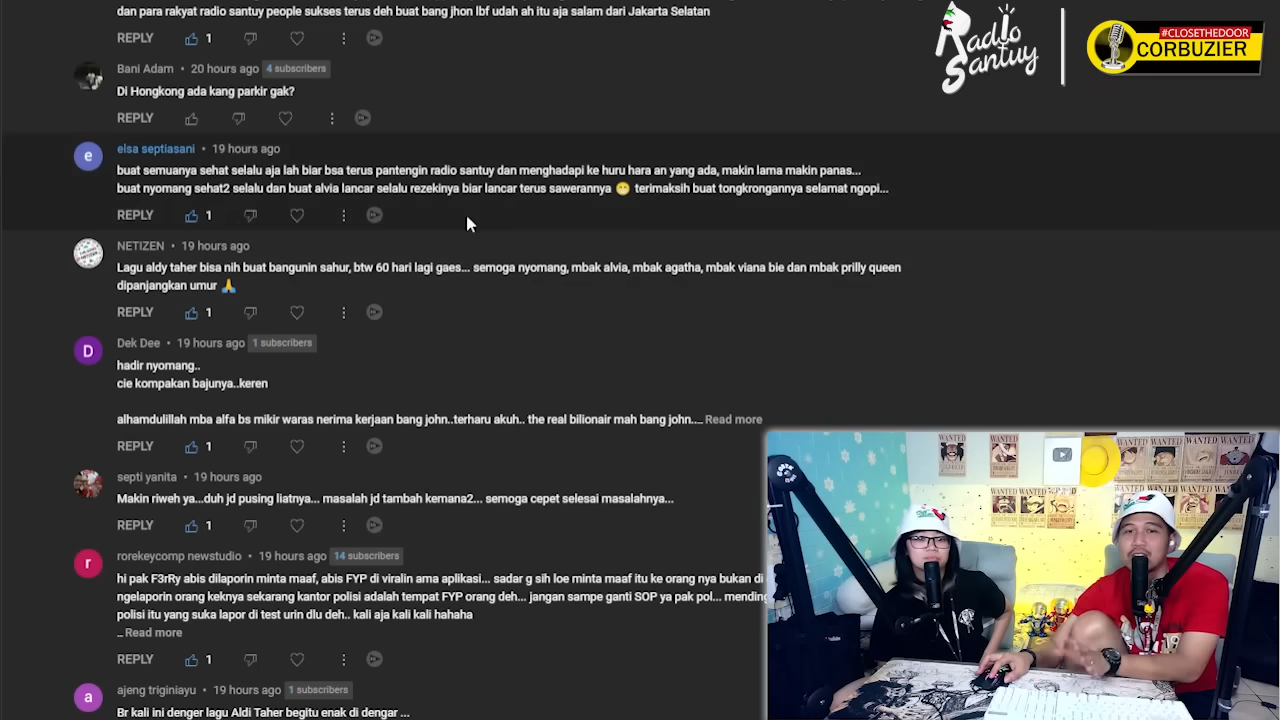 dan para rakyat radio santuy people sukses terus deh buat bang jhon lbf udah ah itu aja salam dari Jakarta Selatan
REPLY 1
Radio Santuy
#CLOSETHEDOOR
CORBUZIER
Bani Adam • 20 hours ago 4 subscribers
Di Hongkong ada kang parkir gak?
REPLY
e
elsa septiasani • 19 hours ago
buat semuanya sehat selalu aja lah biar bsa terus pantengin radio santuy dan menghadapi ke huru hara an yang ada, makin lama makin panas...
buat nyomang sehat2 selalu dan buat alvia lancar selalu rezekinya biar lancar terus sawerannya 😁 terimaksih buat tongkrongannya selamat ngopi...
REPLY 1
NETIZEN • 19 hours ago
Lagu aldy taher bisa nih buat bangunin sahur, btw 60 hari lagi gaes... semoga nyomang, mbak alvia, mbak agatha, mbak viana bie dan mbak prilly queen
dipanjangkan umur 🙏
REPLY 1
D
Dek Dee • 19 hours ago 1 subscribers
hadir nyomang..
cie kompakan bajunya..keren
alhamdulillah mba alfa bs mikir waras nerima kerjaan bang john..terharu akuh.. the real bilionair mah bang john... Read more
REPLY 1
septi yanita • 19 hours ago
Makin riweh ya...duh jd pusing liatnya... masalah jd tambah kemana2... semoga cepet selesai masalahnya...
REPLY 1
r
rorekeycomp newstudio • 19 hours ago 14 subscribers
hi pak F3rRy abis dilaporin minta maaf, abis FYP di viralin ama aplikasi... sadar g sih loe minta maaf itu ke orang nya bukan di
ngelaporin orang keknya sekarang kantor polisi adalah tempat FYP orang deh... jangan sampe ganti SOP ya pak pol... mending
polisi itu yang suka lapor di test urin dlu deh.. kali aja kali kali hahaha
... Read more
REPLY 1
a
ajeng triginiayu • 19 hours ago 1 subscribers
Br kali ini denger lagu Aldi Taher begitu enak di dengar ...
WANTED
WANTED
WANTED
WANTED
WANTED
WANTED
WANTED
WANTED